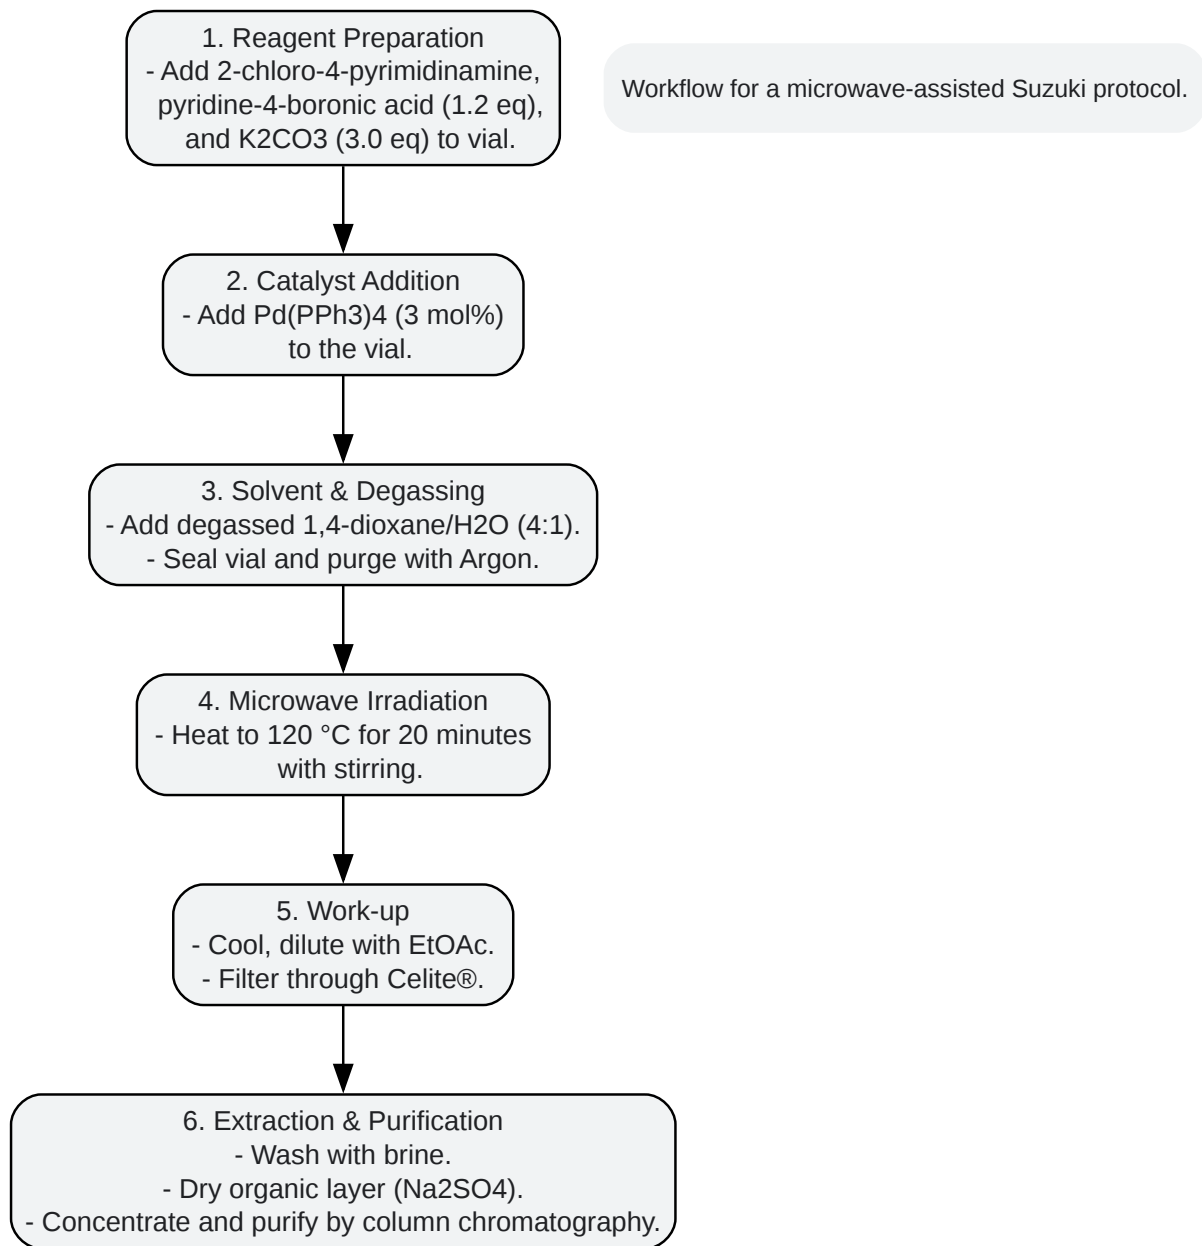 1. Reagent Preparation
- Add 2-chloro-4-pyrimidinamine,
pyridine-4-boronic acid (1.2 eq),
and K2CO3 (3.0 eq) to vial.
Workflow for a microwave-assisted Suzuki protocol.
2. Catalyst Addition
- Add Pd(PPh3)4 (3 mol%)
to the vial.
3. Solvent & Degassing
- Add degassed 1,4-dioxane/H2O (4:1).
- Seal vial and purge with Argon.
4. Microwave Irradiation
- Heat to 120 °C for 20 minutes
with stirring.
5. Work-up
- Cool, dilute with EtOAc.
- Filter through Celite®.
6. Extraction & Purification
- Wash with brine.
- Dry organic layer (Na2SO4).
- Concentrate and purify by column chromatography.